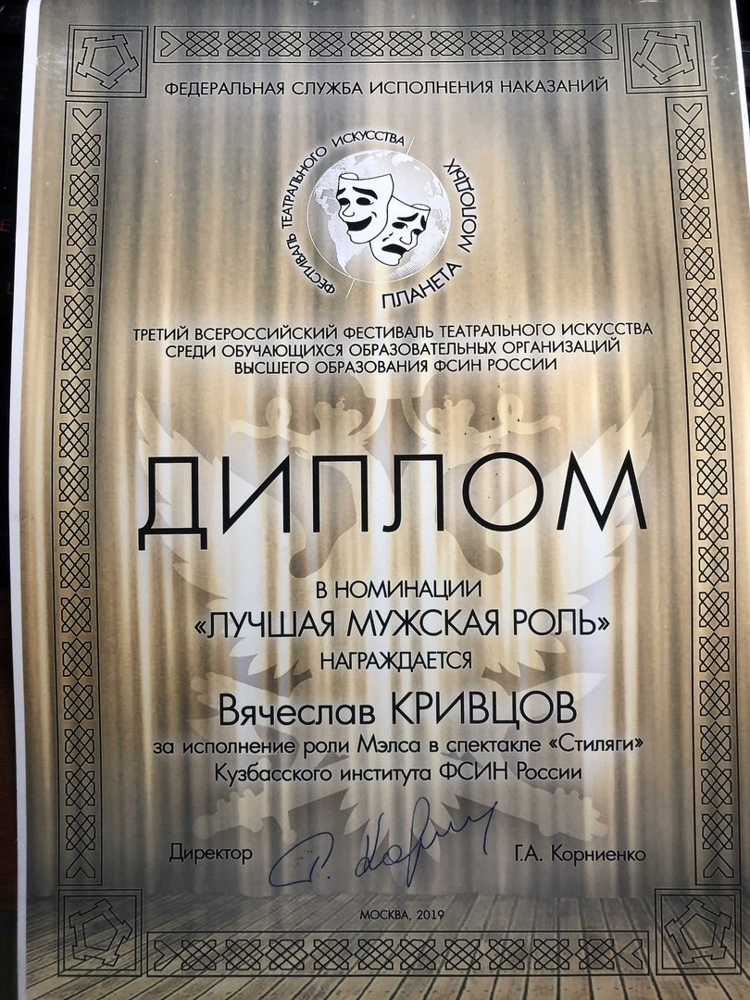 ФЕДЕРАЛЬНАЯ СЛУЖБА ИСПОЛНЕНИЯ НАКАЗАНИЙ
ФЕСТИВАЛЬ ТЕАТРАЛЬНОГО ИСКУССТВА
ПЛАНЕТА МОЛОДЫХ
ТРЕТИЙ ВСЕРОССИЙСКИЙ ФЕСТИВАЛЬ ТЕАТРАЛЬНОГО ИСКУССТВА
СРЕДИ ОБУЧАЮЩИХСЯ ОБРАЗОВАТЕЛЬНЫХ ОРГАНИЗАЦИЙ
ВЫСШЕГО ОБРАЗОВАНИЯ ФСИН РОССИИ
ДИПЛОМ
В НОМИНАЦИИ
«ЛУЧШАЯ МУЖСКАЯ РОЛЬ»
НАГРАЖДАЕТСЯ
Вячеслав КРИВЦОВ
за исполнение роли Мэлса в спектакле «Стиляги»
Кузбасского института ФСИН России
Директор Г.А. Корниенко
МОСКВА, 2019